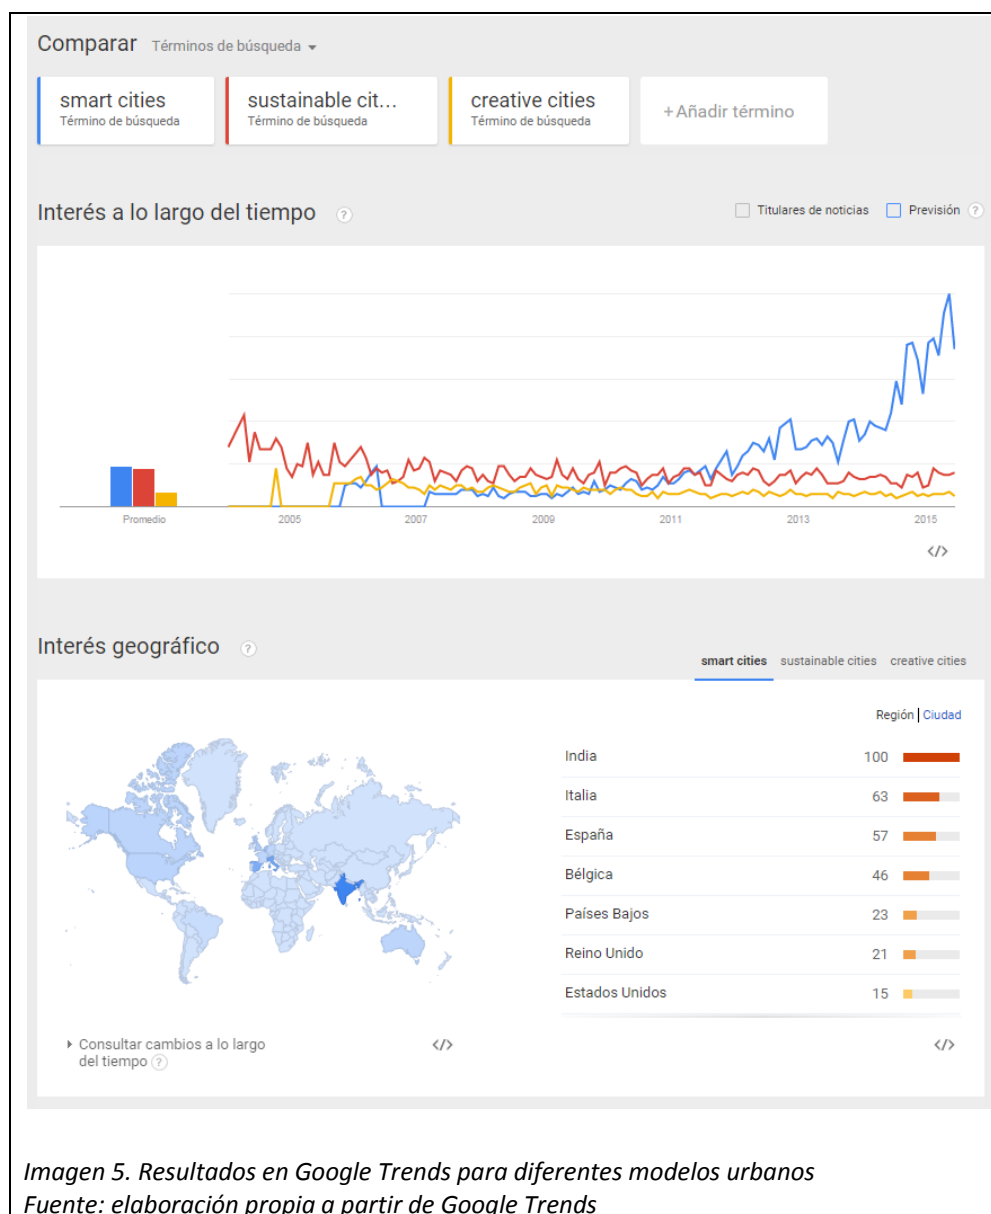 Comparar Términos de búsqueda
smart cities
Término de búsqueda
sustainable cit...
Término de búsqueda
creative cities
Término de búsqueda
+Añadir término
Interés a lo largo del tiempo ?
Titulares de noticias Previsión ?
Promedio 2005 2007 2009 2011 2013 2015
</>
Interés geográfico ?
smart cities sustainable cities creative cities
Región | Ciudad
India 100
Italia 63
España 57
Bélgica 46
Países Bajos 23
Reino Unido 21
Estados Unidos 15
Consultar cambios a lo largo
del tiempo ?
</>
</>
Imagen 5. Resultados en Google Trends para diferentes modelos urbanos
Fuente: elaboración propia a partir de Google Trends